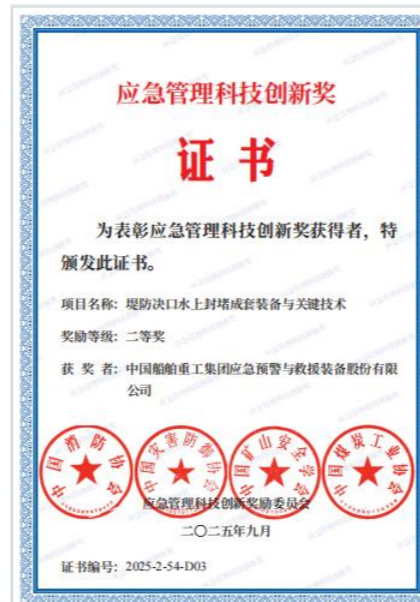 应急管理科技创新奖
证书
为表彰应急管理科技创新奖获得者，特
颁发此证书。
项目名称：堤防决口水上封堵成套装备与关键技术
奖励等级：二等奖
获 奖 者：中国船舶重工集团应急预警与救援装备股份有限
公司
中国消防协会
中国灾害防御协会
中国矿山安全学会
中国煤炭工业协会
应急管理科技创新奖励委员会
二〇二五年九月
证书编号：2025-2-54-D03